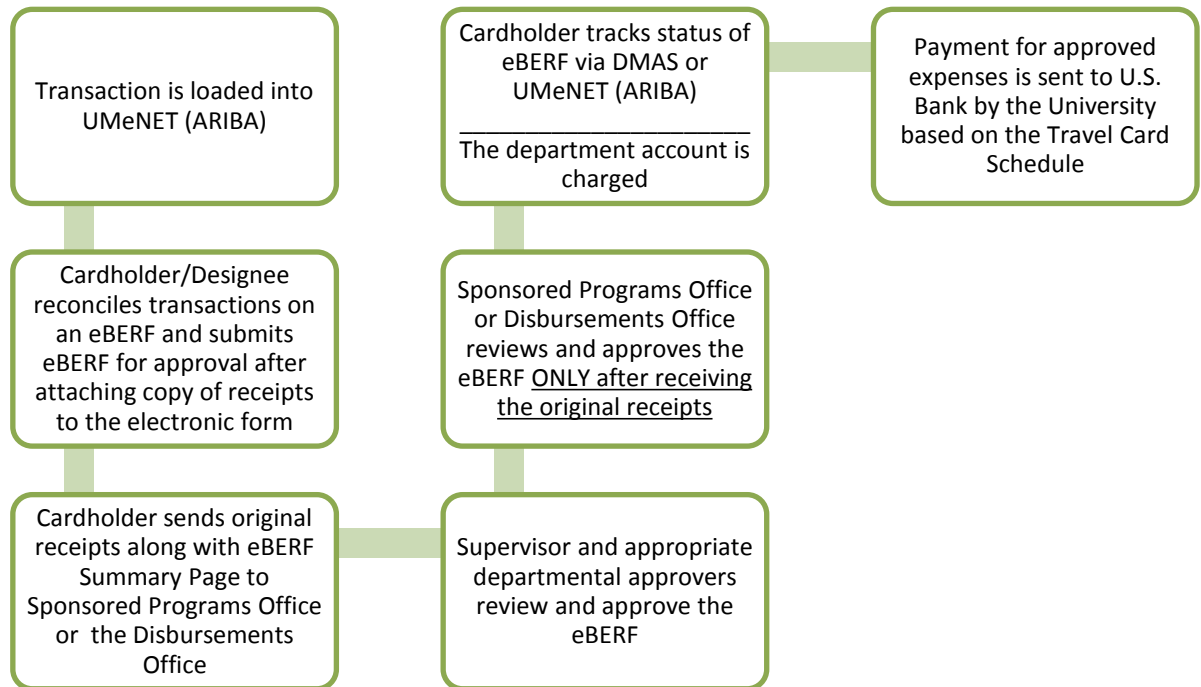 Transaction is loaded into
UMeNET (ARIBA)
Cardholder/Designee
reconciles transactions on
an eBERF and submits
eBERF for approval after
attaching copy of receipts
to the electronic form
Cardholder sends original
receipts along with eBERF
Summary Page to
Sponsored Programs Office
or the Disbursements
Office
Supervisor and appropriate
departmental approvers
review and approve the
eBERF
Sponsored Programs Office
or Disbursements Office
reviews and approves the
eBERF ONLY after receiving
the original receipts
Cardholder tracks status of
eBERF via DMAS or
UMeNET (ARIBA)
______________________
The department account is
charged
Payment for approved
expenses is sent to U.S.
Bank by the University
based on the Travel Card
Schedule